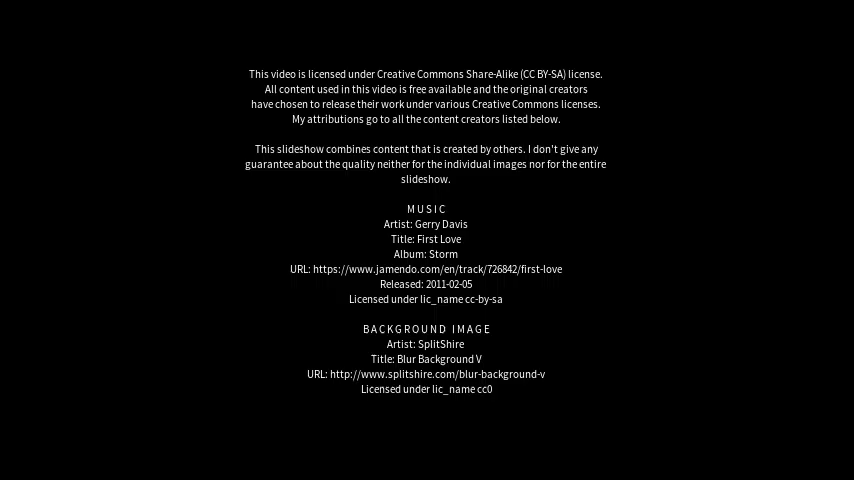 This video is licensed under Creative Commons Share-Alike (CC BY-SA) license.
All content used in this video is free available and the original creators
have chosen to release their work under various Creative Commons licenses.
My attributions go to all the content creators listed below.
This slideshow combines content that is created by others. I don't give any
guarantee about the quality neither for the individual images nor for the entire
slideshow.
MUSIC
Artist: Gerry Davis
Title: First Love
Album: Storm
URL: https://www.jamendo.com/en/track/726842/first-love
Released: 2011-02-05
Licensed under lic_name cc-by-sa
BACKGROUND IMAGE
Artist: SplitShire
Title: Blur Background V
URL: http://www.splitshire.com/blur-background-v
Licensed under lic_name cc0